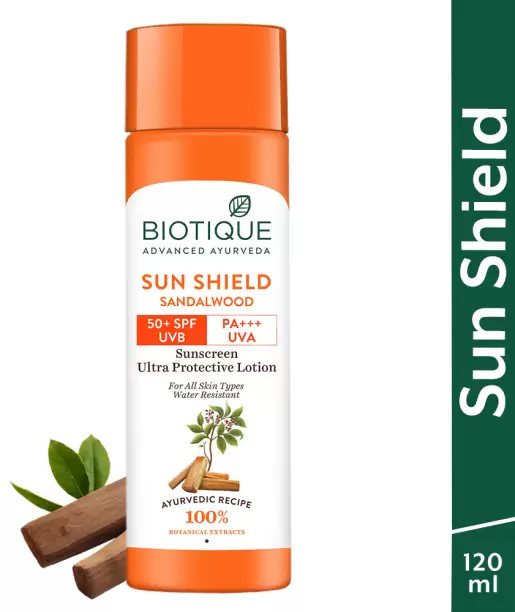 BIOTIQUE
ADVANCED AYURVEDA
SUN SHIELD
SANDALWOOD
50+ SPF
UVB
PA+++
UVA
Sunscreen
Ultra Protective Lotion
For All Skin Types
Water Resistant
AYURVEDIC RECIPE
100%
BOTANICAL EXTRACTS
Sun Shield
120
ml